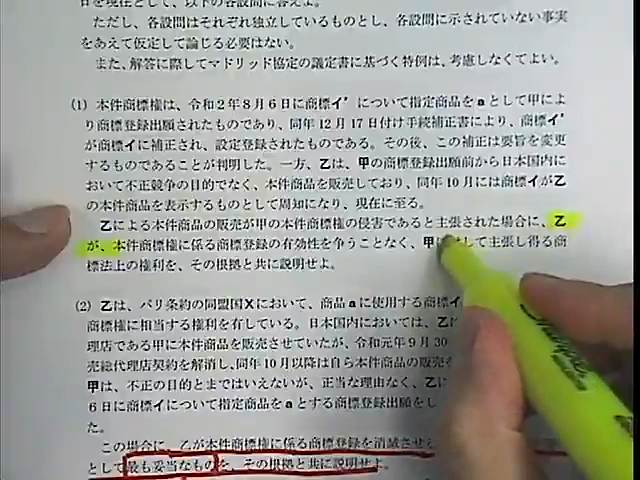 日を現在として、以下の各設問に答えよ。
ただし、各設問はそれぞれ独立しているものとし、各設問に示されていない事実
をあえて仮定して論じる必要はない。
また、解答に際してマドリッド協定の議定書に基づく特例は、考慮しなくてよい。
(1) 本件商標権は、令和２年８月６日に商標イ’について指定商品をａとして甲によ
り商標登録出願されたものであり、同年12月17日付け手続補正書により、商標イ’
が商標イに補正され、設定登録されたものである。その後、この補正は要旨を変更
するものであることが判明した。一方、乙は、甲の商標登録出願前から日本国内に
おいて不正競争の目的でなく、本件商品を販売しており、同年10月には商標イが乙
の本件商品を表示するものとして周知になり、現在に至る。
乙による本件商品の販売が甲の本件商標権の侵害であると主張された場合に、乙
が、本件商標権に係る商標登録の有効性を争うことなく、甲に対して主張し得る商
標法上の権利を、その根拠と共に説明せよ。
(2) 乙は、パリ条約の同盟国Ｘにおいて、商品ａに使用する商標イ
商標権に相当する権利を有している。日本国内においては、乙
理店である甲に本件商品を販売させていたが、令和元年９月30
売総代理店契約を解消し、同年10月以降は自ら本件商品の販売
甲は、不正の目的とまではいえないが、正当な理由なく、乙に
６日に商標イについて指定商品をａとする商標登録出願をし
た。
この場合に、乙が本件商標権に係る商標登録を消滅させ
として最も妥当なものを、その根拠と共に説明せよ。